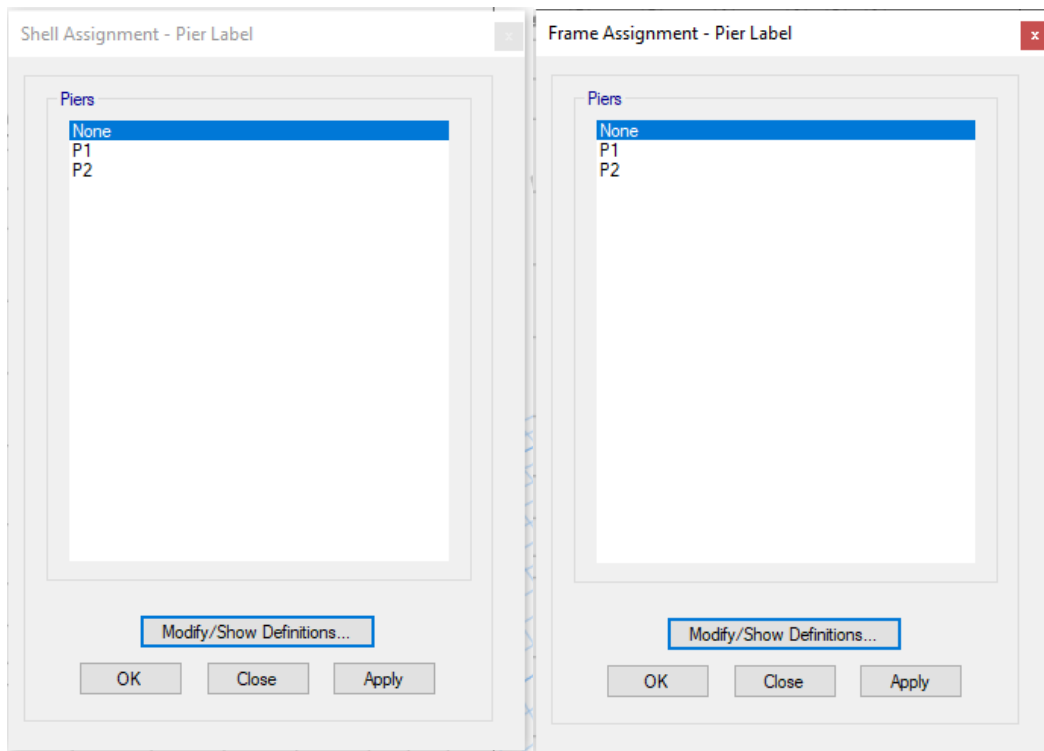 Shell Assignment - Pier Label
x
Piers
None
P1
P2
Modify/Show Definitions...
OK
Close
Apply
Frame Assignment - Pier Label
x
Piers
None
P1
P2
Modify/Show Definitions...
OK
Close
Apply